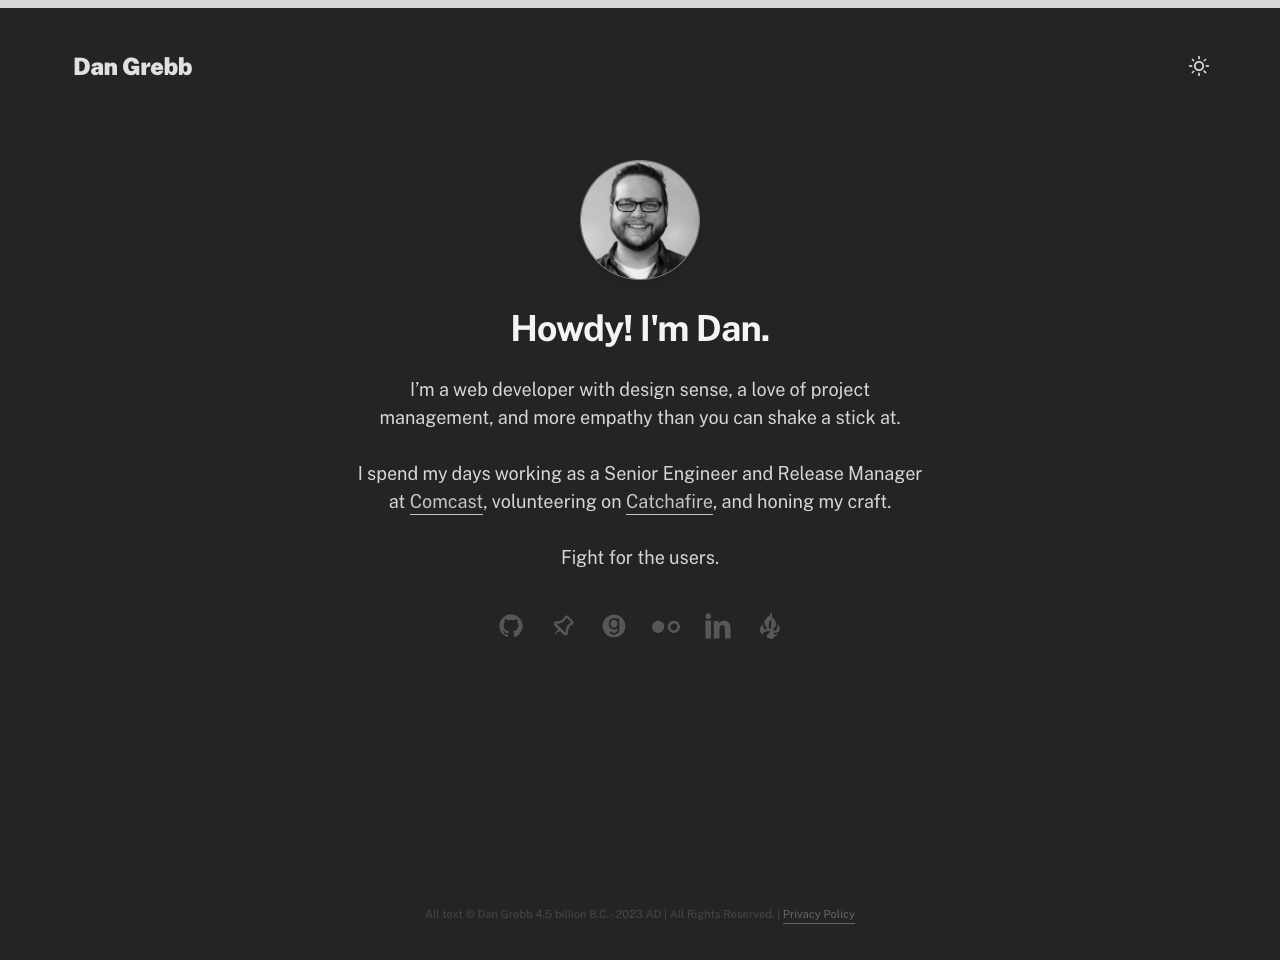 Dan Grebb
Howdy! I'm Dan.
I’m a web developer with design sense, a love of project
management, and more empathy than you can shake a stick at.
I spend my days working as a Senior Engineer and Release Manager
at Comcast, volunteering on Catchafire, and honing my craft.
Fight for the users.
All text © Dan Grebb 4.5 billion B.C. - 2023 AD | All Rights Reserved. | Privacy Policy